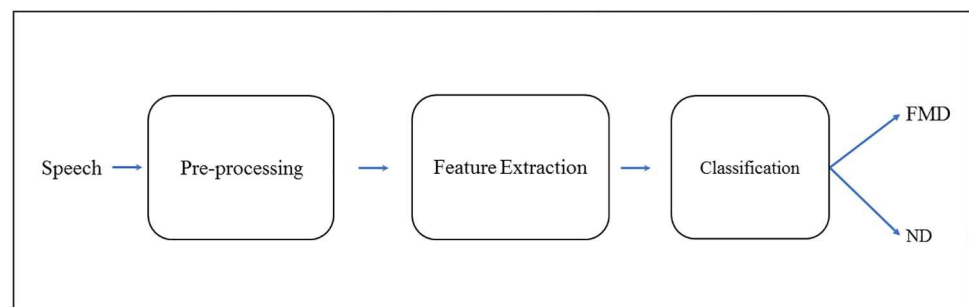 Speech
Pre-processing
Feature Extraction
Classification
FMD
ND